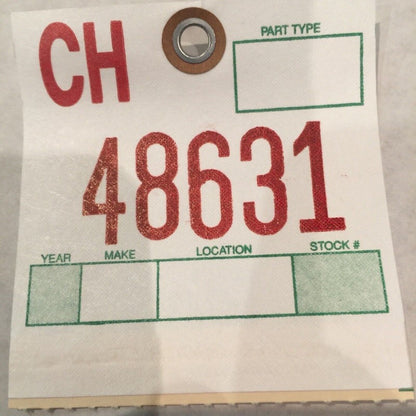 CH
PART TYPE
48631
YEAR MAKE LOCATION STOCK #